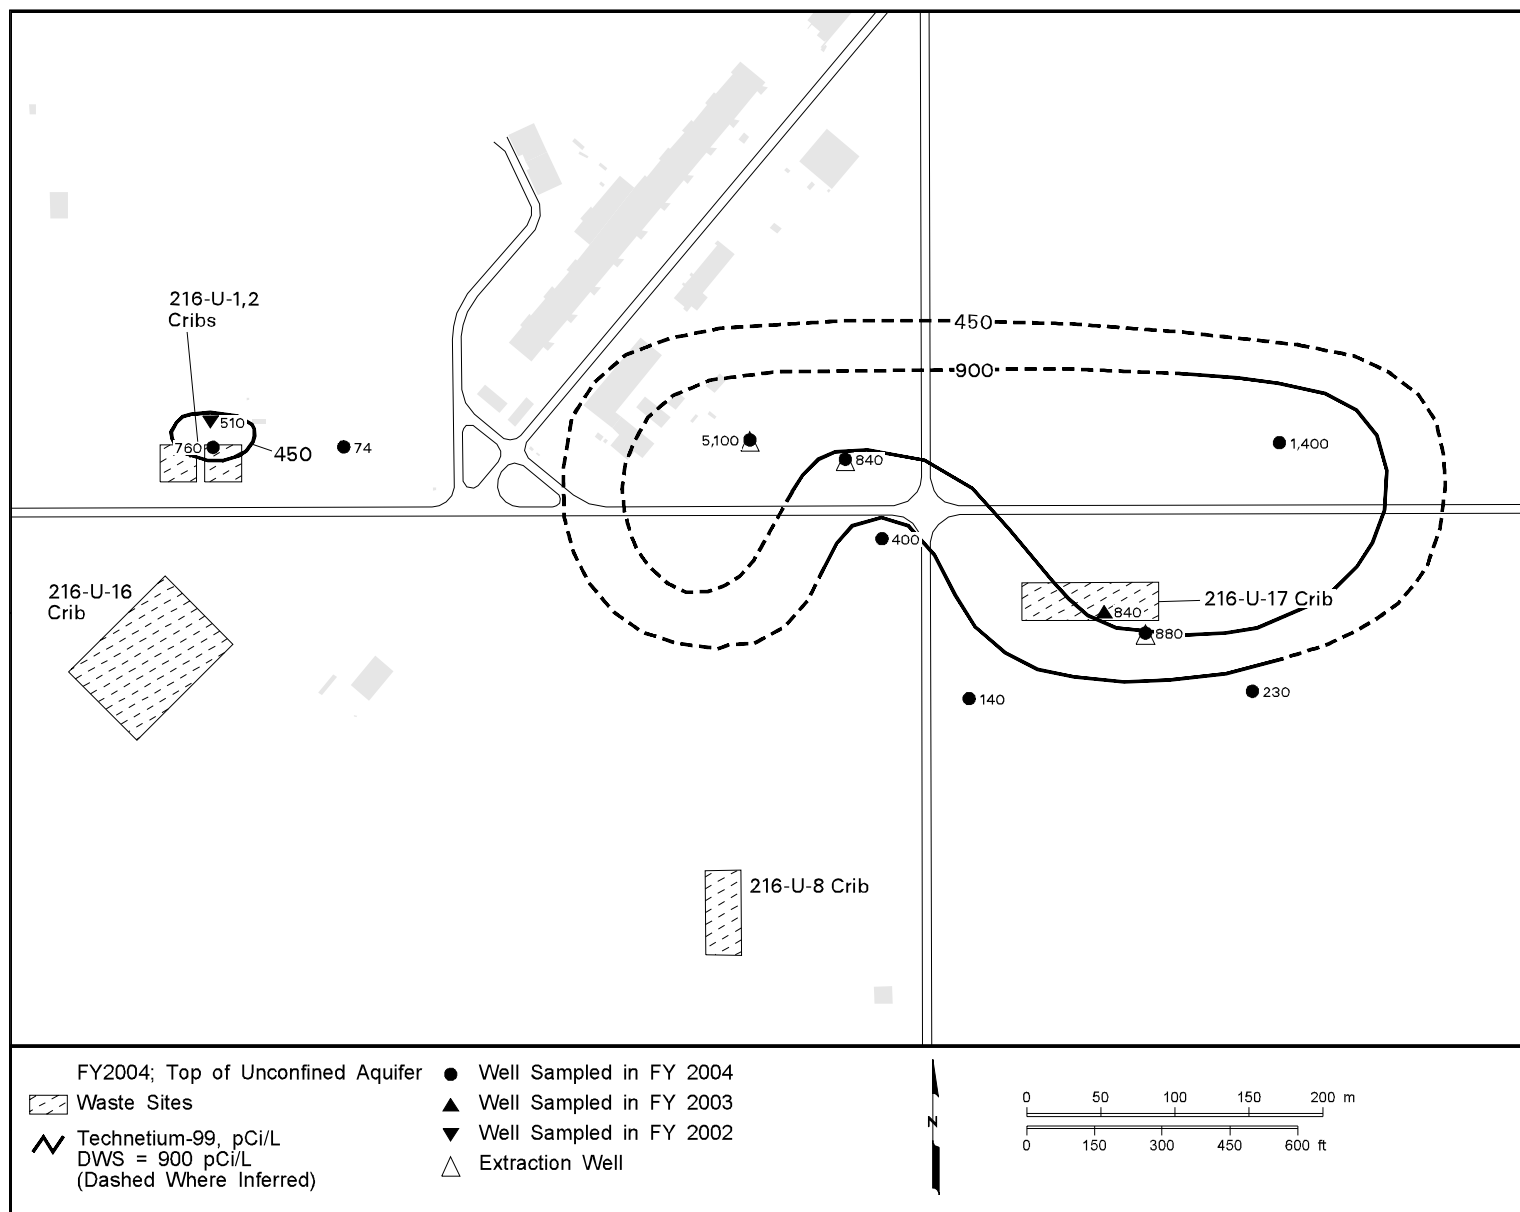 216-U-1,2
Cribs
450
900
510
760
450
74
5,100
840
1,400
400
216-U-16
Crib
216-U-17 Crib
840
880
140
230
216-U-8 Crib
FY2004; Top of Unconfined Aquifer
Waste Sites
Technetium-99, pCi/L
DWS = 900 pCi/L
(Dashed Where Inferred)
Well Sampled in FY 2004
Well Sampled in FY 2003
Well Sampled in FY 2002
Extraction Well
N
0 50 100 150 200 m
0 150 300 450 600 ft